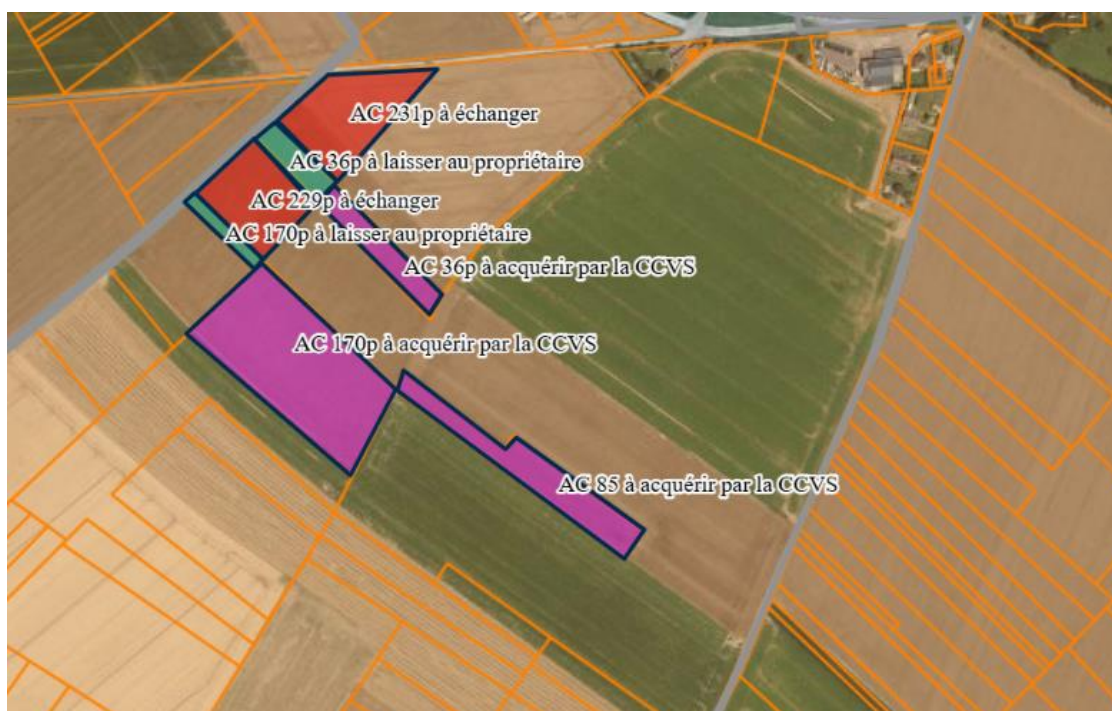 AC 231p à échanger
AC 36p à laisser au propriétaire
AC 229p à échanger
AC 170p à laisser au propriétaire
AC 36p à acquérir par la CCVS
AC 170p à acquérir par la CCVS
AC 85 à acquérir par la CCVS